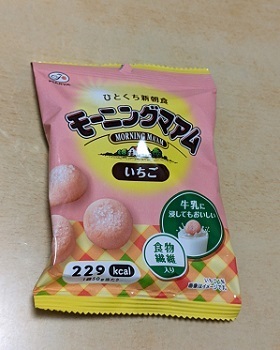 ひとくち新朝食
モーニングマアム
MORNING MA'AM
いちご
牛乳に
浸してもおいしい
食物
繊維
入り
229 kcal